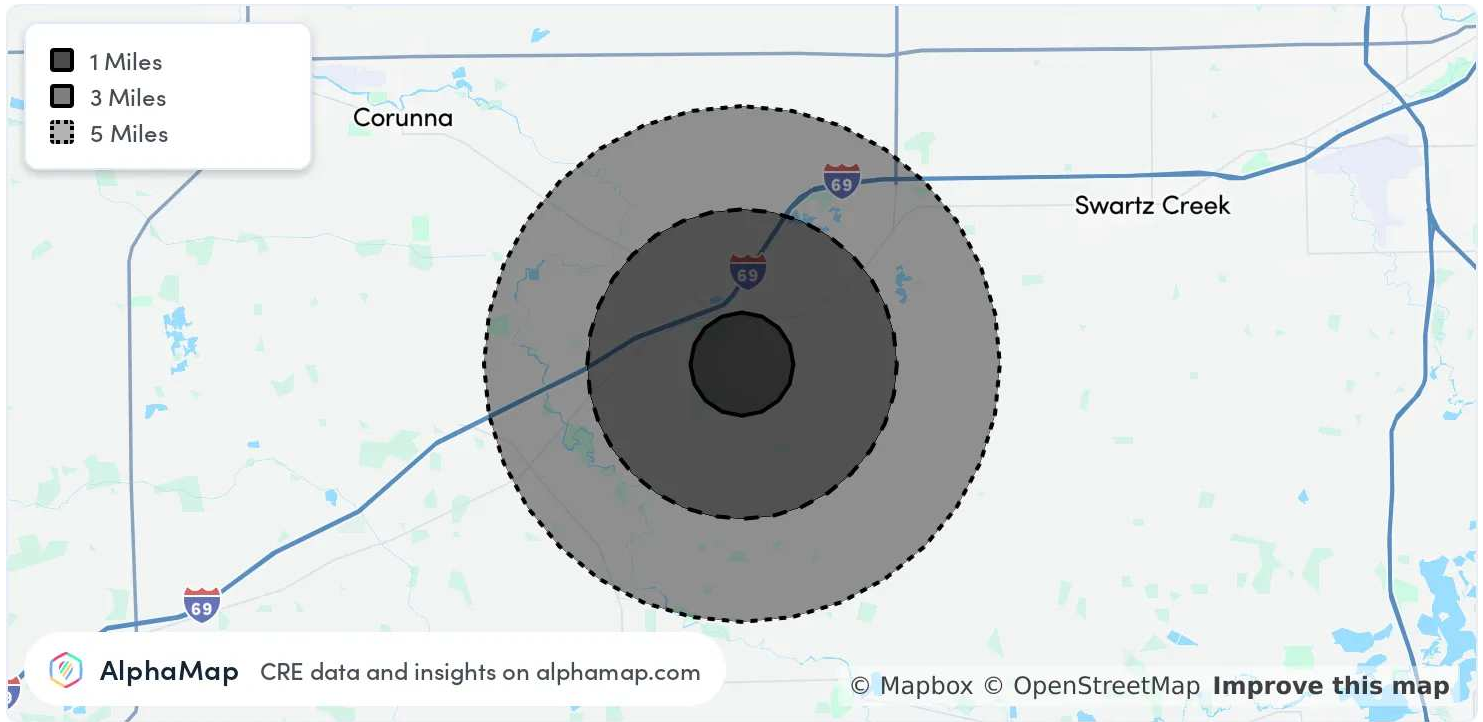 1 Miles
3 Miles
5 Miles
Corunna
69
Swartz Creek
69
69
AlphaMap CRE data and insights on alphamap.com
© Mapbox © OpenStreetMap Improve this map